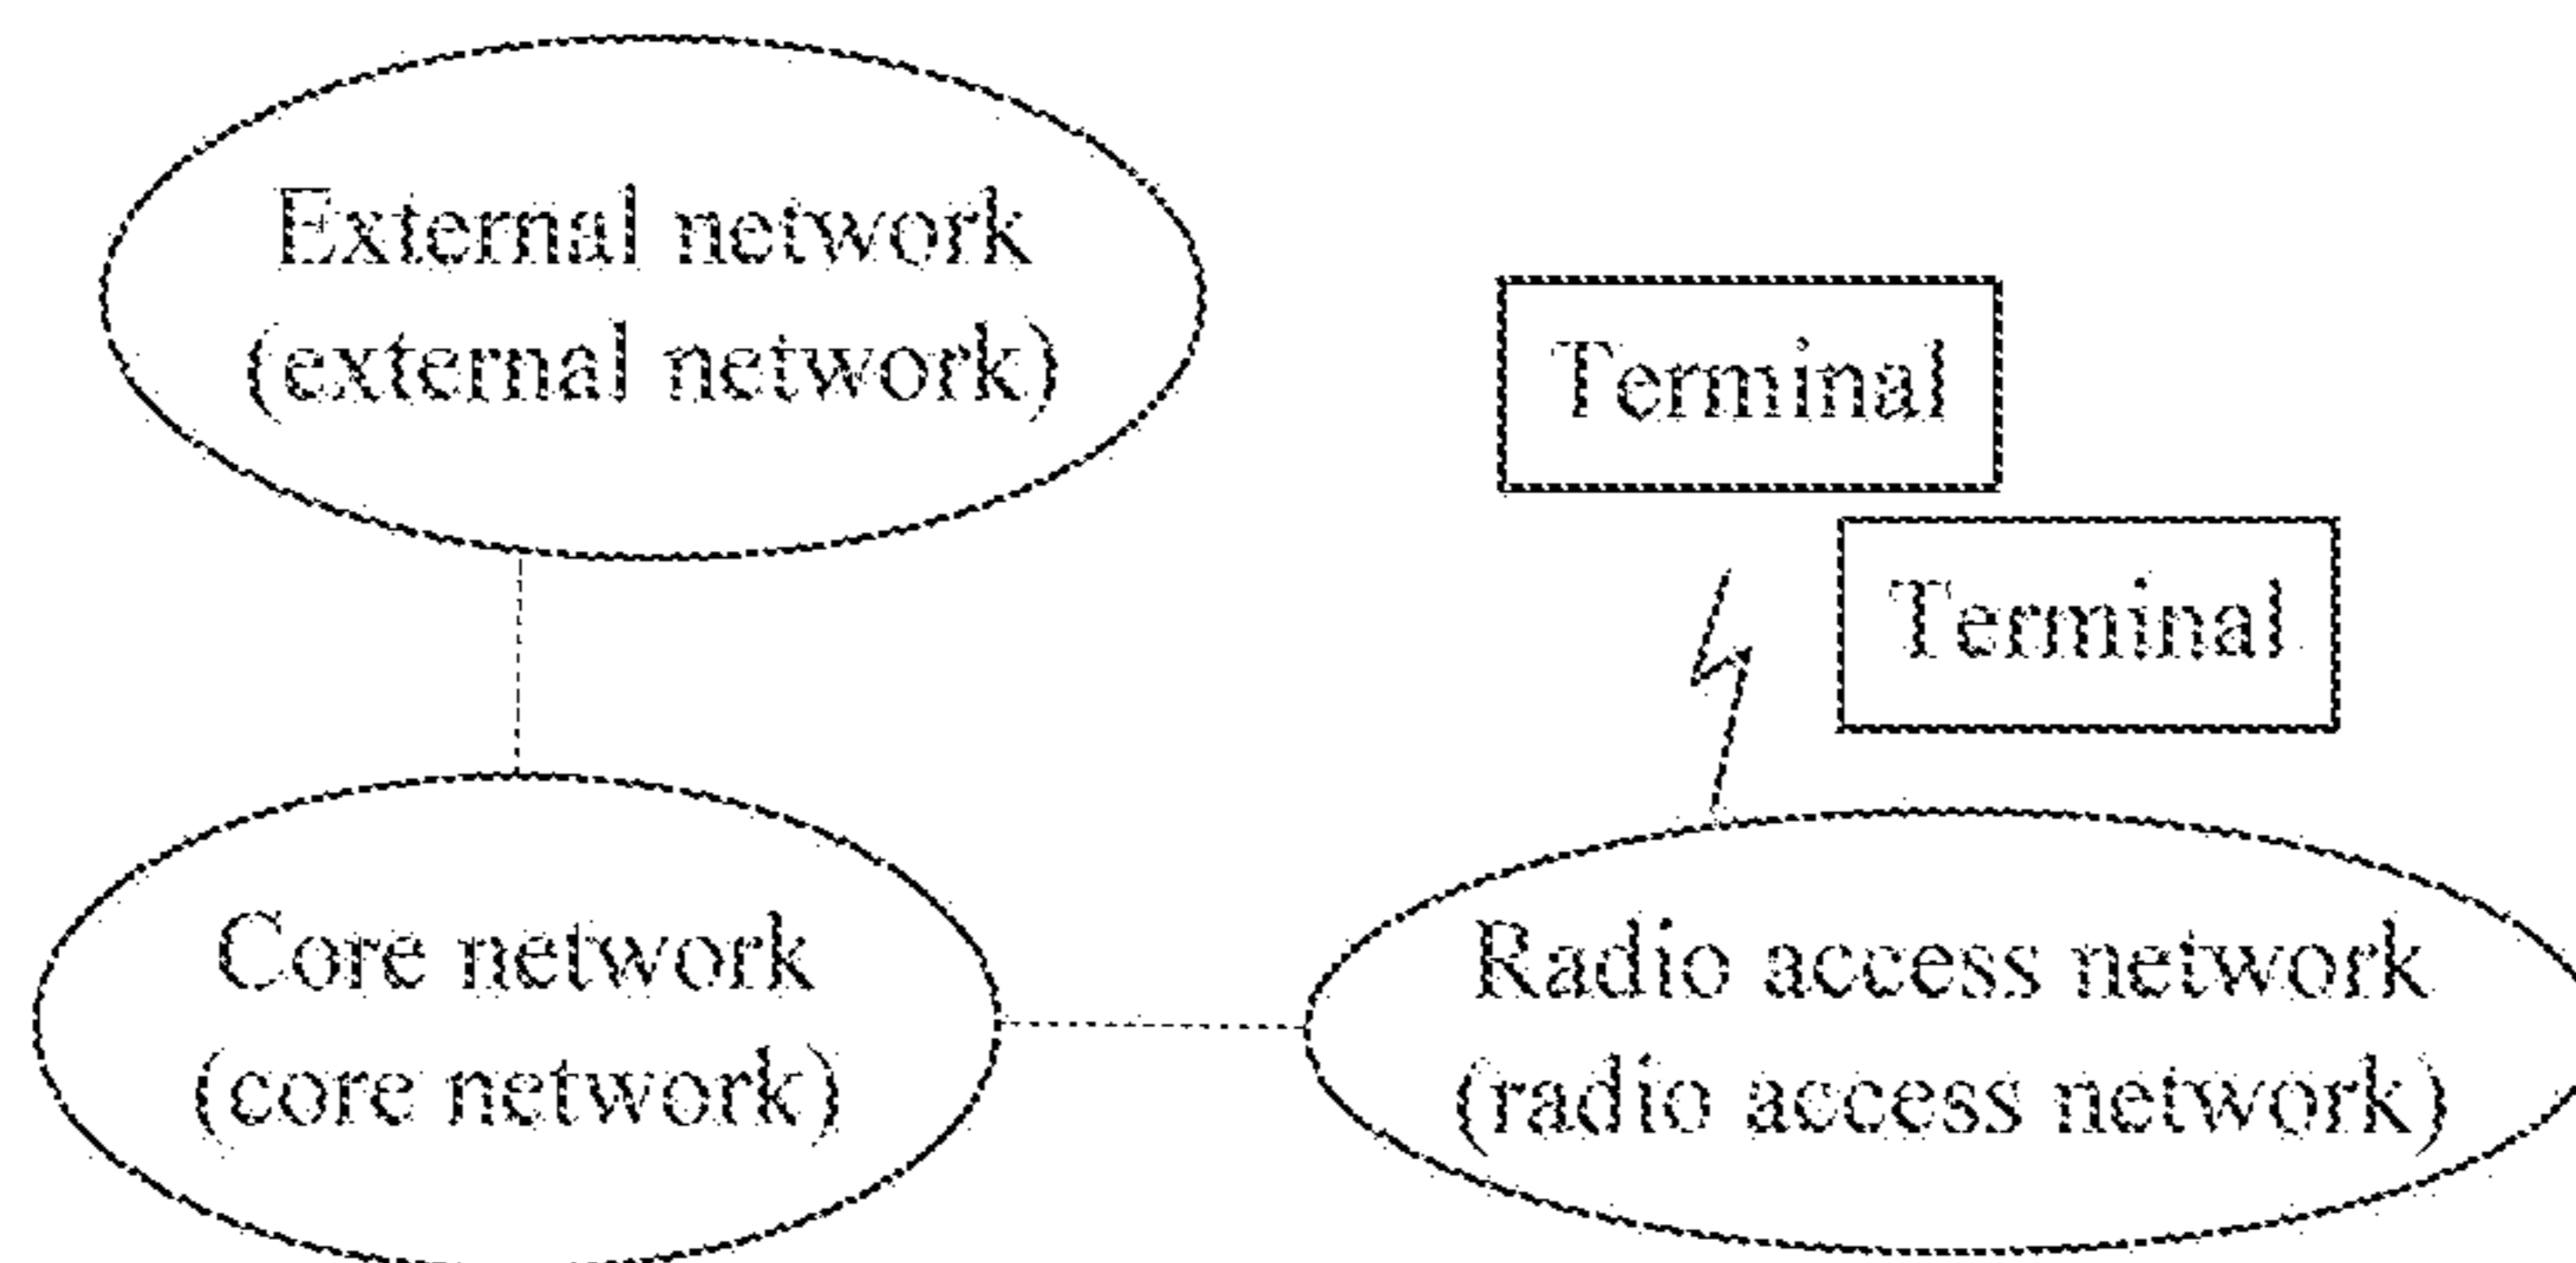 External network
(external network)
Terminal
Terminal
Core network
(core network)
Radio access network
(radio access network)